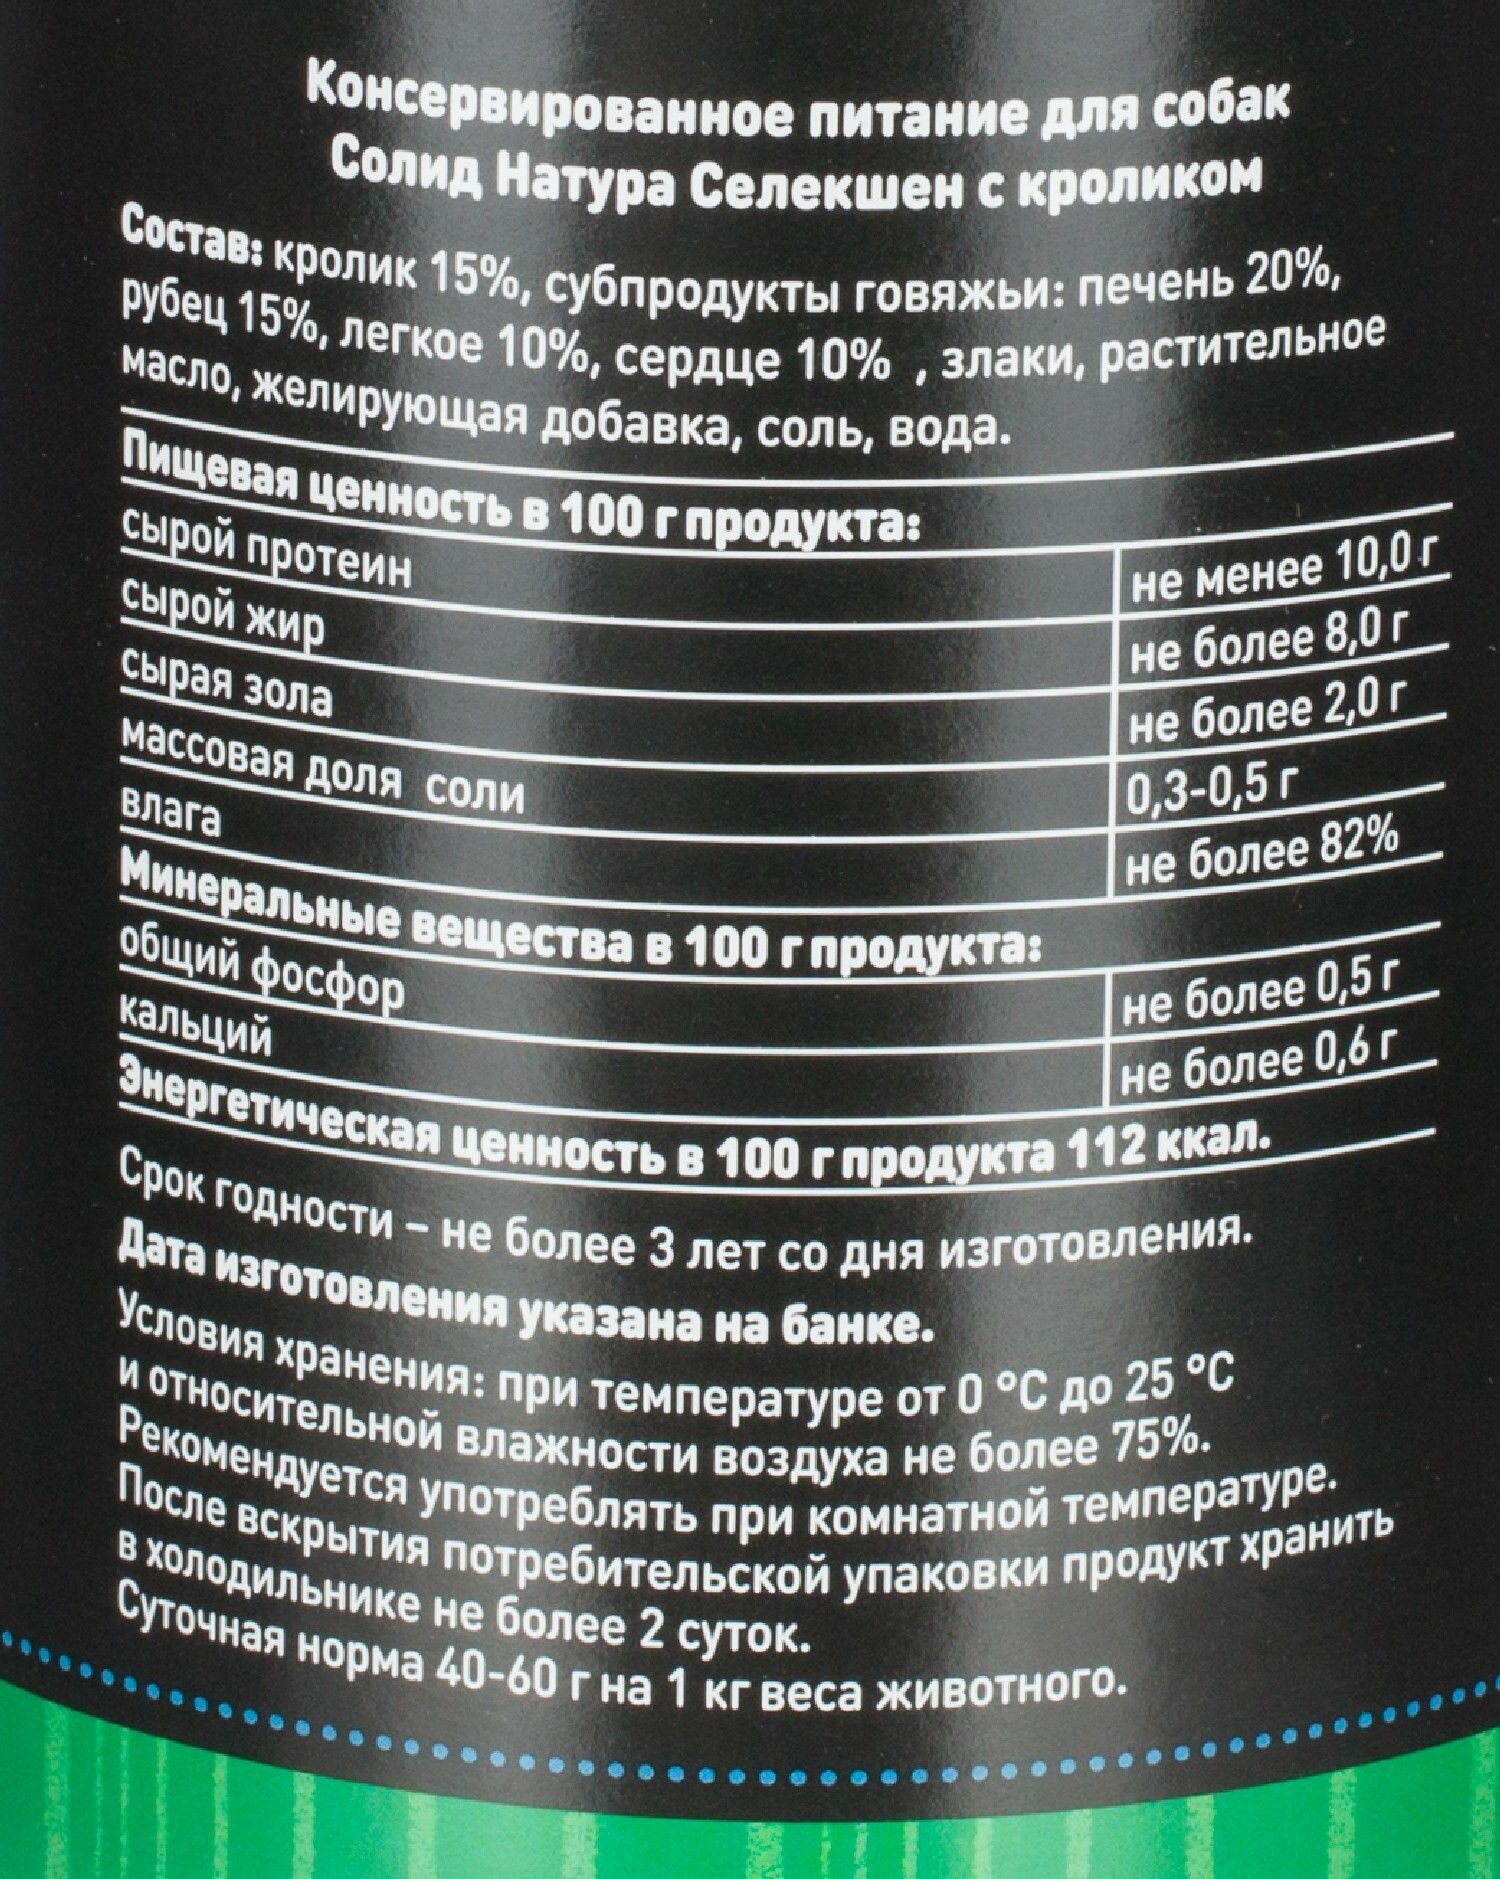 Консервированное питание для собак
Солид Натура Селекшен с кроликом
Состав: кролик 15%, субпродукты говяжьи: печень 20%,
рубец 15%, легкое 10%, сердце 10% , злаки, растительное
масло, желирующая добавка, соль, вода.
Пищевая ценность в 100 г продукта:
сырой протеин не менее 10,0 г
сырой жир не более 8,0 г
сырая зола не более 2,0 г
массовая доля соли 0,3-0,5 г
влага не более 82%
Минеральные вещества в 100 г продукта:
общий фосфор не более 0,5 г
кальций не более 0,6 г
Энергетическая ценность в 100 г продукта 112 ккал.
Срок годности – не более 3 лет со дня изготовления.
Дата изготовления указана на банке.
Условия хранения: при температуре от 0 °С до 25 °С
и относительной влажности воздуха не более 75%.
Рекомендуется употреблять при комнатной температуре.
После вскрытия потребительской упаковки продукт хранить
в холодильнике не более 2 суток.
Суточная норма 40-60 г на 1 кг веса животного.